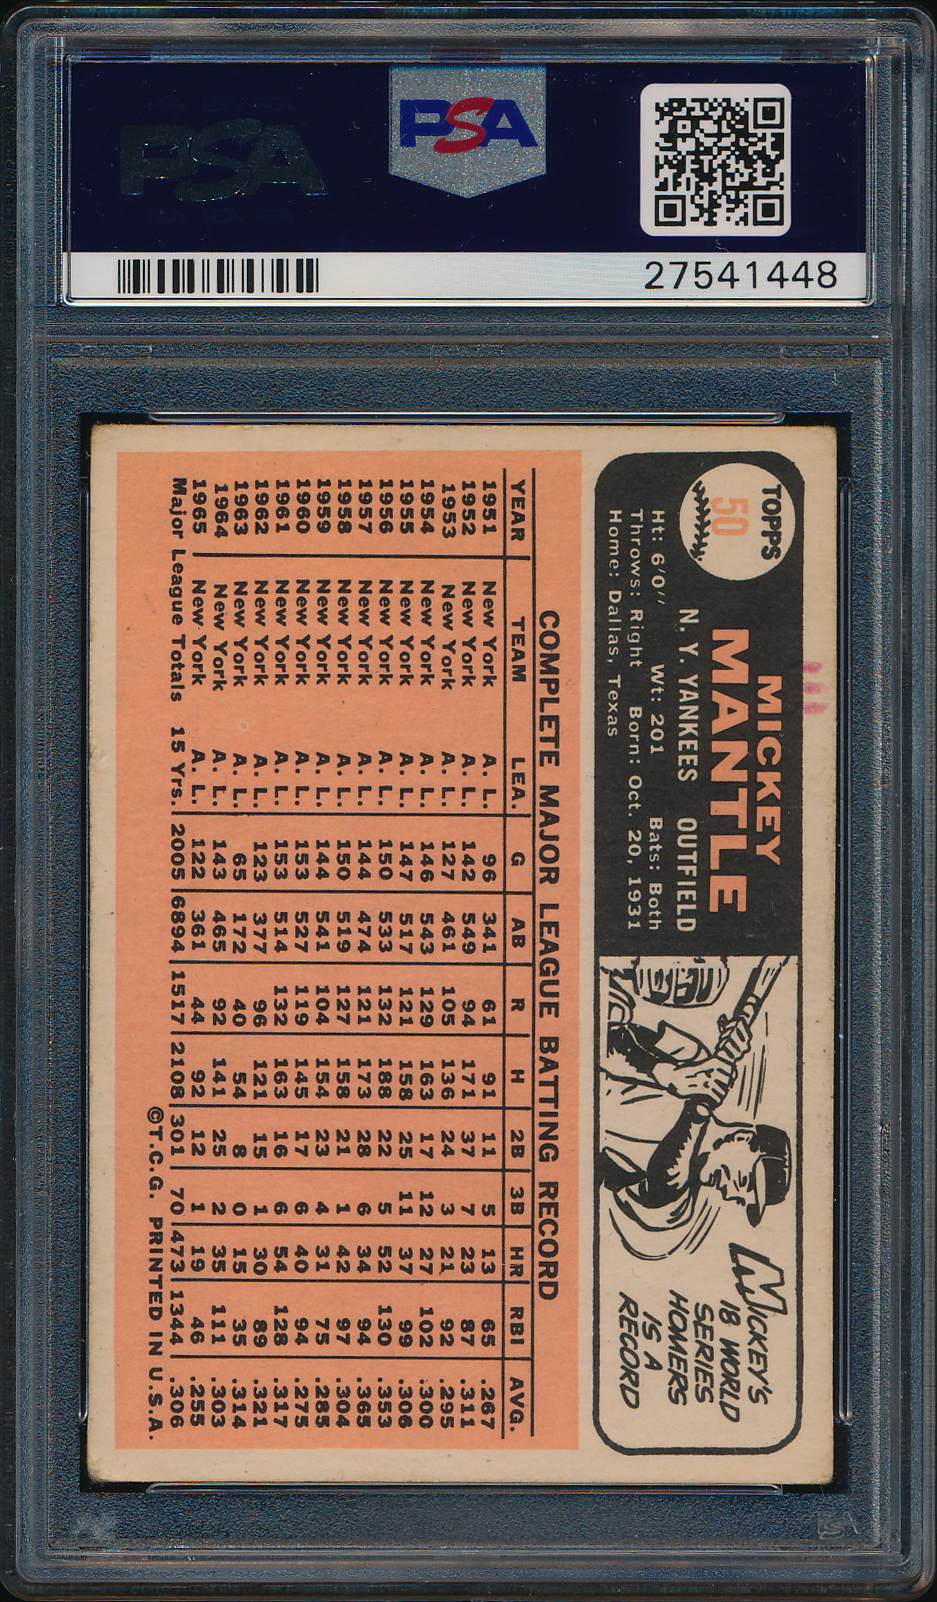 PSA
PSA
27541448
TOPPS
50
MICKEY
MANTLE
N. Y. YANKEES OUTFIELD
Ht: 6'0" Wt: 201 Bats: Both
Throws: Right Born: Oct. 20, 1931
Home: Dallas, Texas
MICKEY'S
18 WORLD
SERIES
HOMERS
IS A
RECORD
COMPLETE MAJOR LEAGUE BATTING RECORD
YEAR TEAM LEA. G AB R H 2B 3B HR RBI AVG.
1951 New York A. L. 96 341 61 91 11 5 13 65 .267
1952 New York A. L. 142 549 94 171 37 7 23 87 .311
1953 New York A. L. 127 461 105 136 24 3 21 92 .295
1954 New York A. L. 146 543 129 163 17 12 27 102 .300
1955 New York A. L. 147 517 121 158 25 11 37 99 .306
1956 New York A. L. 150 533 132 188 22 5 52 130 .353
1957 New York A. L. 144 474 121 173 28 6 34 94 .365
1958 New York A. L. 150 519 127 158 21 1 42 97 .304
1959 New York A. L. 144 541 104 154 23 4 31 75 .285
1960 New York A. L. 153 527 119 145 17 6 40 94 .275
1961 New York A. L. 153 514 132 163 16 6 54 128 .317
1962 New York A. L. 123 377 96 121 15 1 30 89 .321
1963 New York A. L. 65 172 40 54 8 0 15 35 .314
1964 New York A. L. 143 465 92 141 25 2 35 111 .303
1965 New York A. L. 122 361 44 92 12 1 19 46 .255
Major League Totals 15 Yrs. 2005 6894 1517 2108 301 70 473 1344 .306
©T.C.G. PRINTED IN U.S.A.
PSA